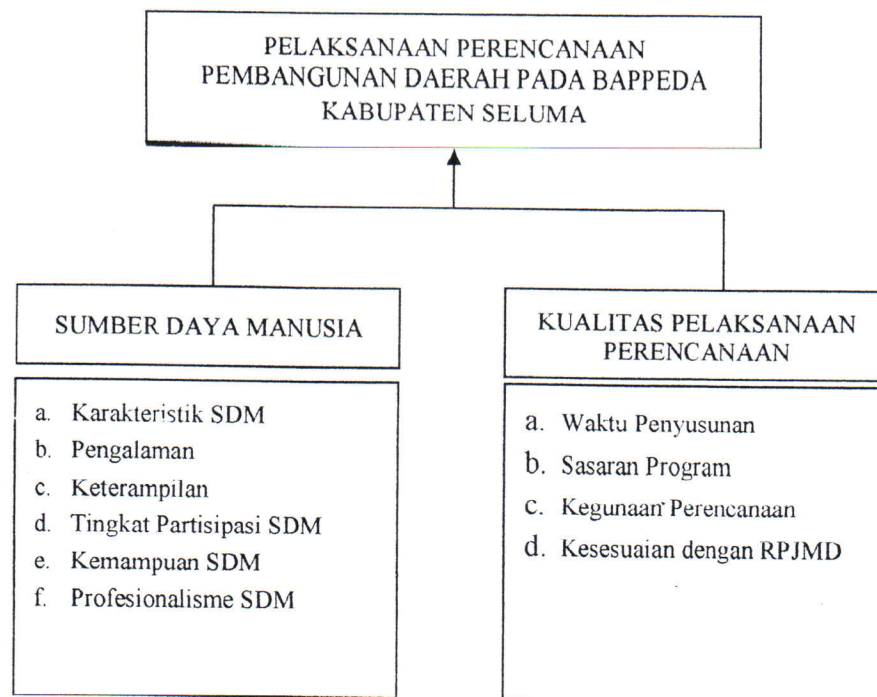 PELAKSANAAN PERENCANAAN
PEMBANGUNAN DAERAH PADA BAPPEDA
KABUPATEN SELUMA
SUMBER DAYA MANUSIA
a. Karakteristik SDM
b. Pengalaman
c. Keterampilan
d. Tingkat Partisipasi SDM
e. Kemampuan SDM
f. Profesionalisme SDM
KUALITAS PELAKSANAAN
PERENCANAAN
a. Waktu Penyusunan
b. Sasaran Program
c. Kegunaan Perencanaan
d. Kesesuaian dengan RPJMD